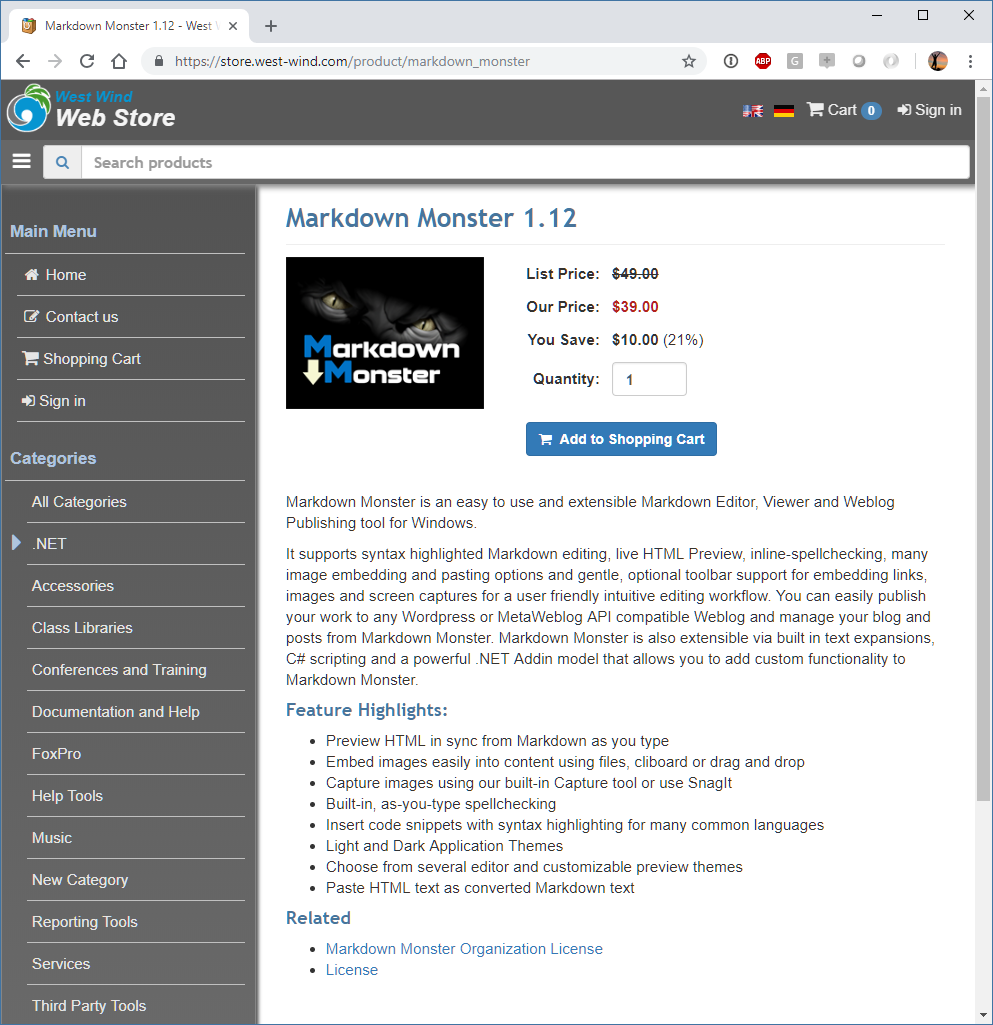 Markdown Monster 1.12 - West
https://store.west-wind.com/product/markdown_monster
ABP
G
West Wind
Web Store
Cart 0
Sign in
Search products
Main Menu
Home
Contact us
Shopping Cart
Sign in
Categories
All Categories
.NET
Accessories
Class Libraries
Conferences and Training
Documentation and Help
FoxPro
Help Tools
Music
New Category
Reporting Tools
Services
Third Party Tools
Markdown Monster 1.12
Markdown
Monster
List Price: $49.00
Our Price: $39.00
You Save: $10.00 (21%)
Quantity: 1
Add to Shopping Cart
Markdown Monster is an easy to use and extensible Markdown Editor, Viewer and Weblog
Publishing tool for Windows.
It supports syntax highlighted Markdown editing, live HTML Preview, inline-spellchecking, many
image embedding and pasting options and gentle, optional toolbar support for embedding links,
images and screen captures for a user friendly intuitive editing workflow. You can easily publish
your work to any Wordpress or MetaWeblog API compatible Weblog and manage your blog and
posts from Markdown Monster. Markdown Monster is also extensible via built in text expansions,
C# scripting and a powerful .NET Addin model that allows you to add custom functionality to
Markdown Monster.
Feature Highlights:
Preview HTML in sync from Markdown as you type
Embed images easily into content using files, cliboard or drag and drop
Capture images using our built-in Capture tool or use SnagIt
Built-in, as-you-type spellchecking
Insert code snippets with syntax highlighting for many common languages
Light and Dark Application Themes
Choose from several editor and customizable preview themes
Paste HTML text as converted Markdown text
Related
Markdown Monster Organization License
License